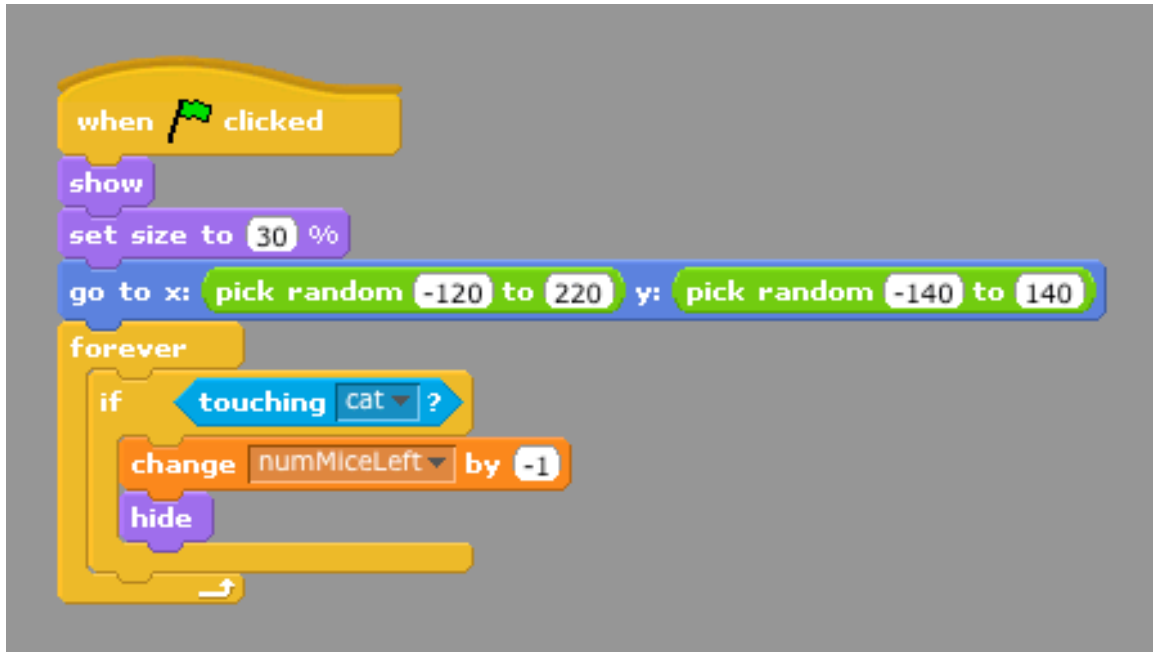 when clicked
show
set size to 30 %
go to x: pick random -120 to 220 y: pick random -140 to 140
forever
if touching cat ?
change numMiceLeft by -1
hide